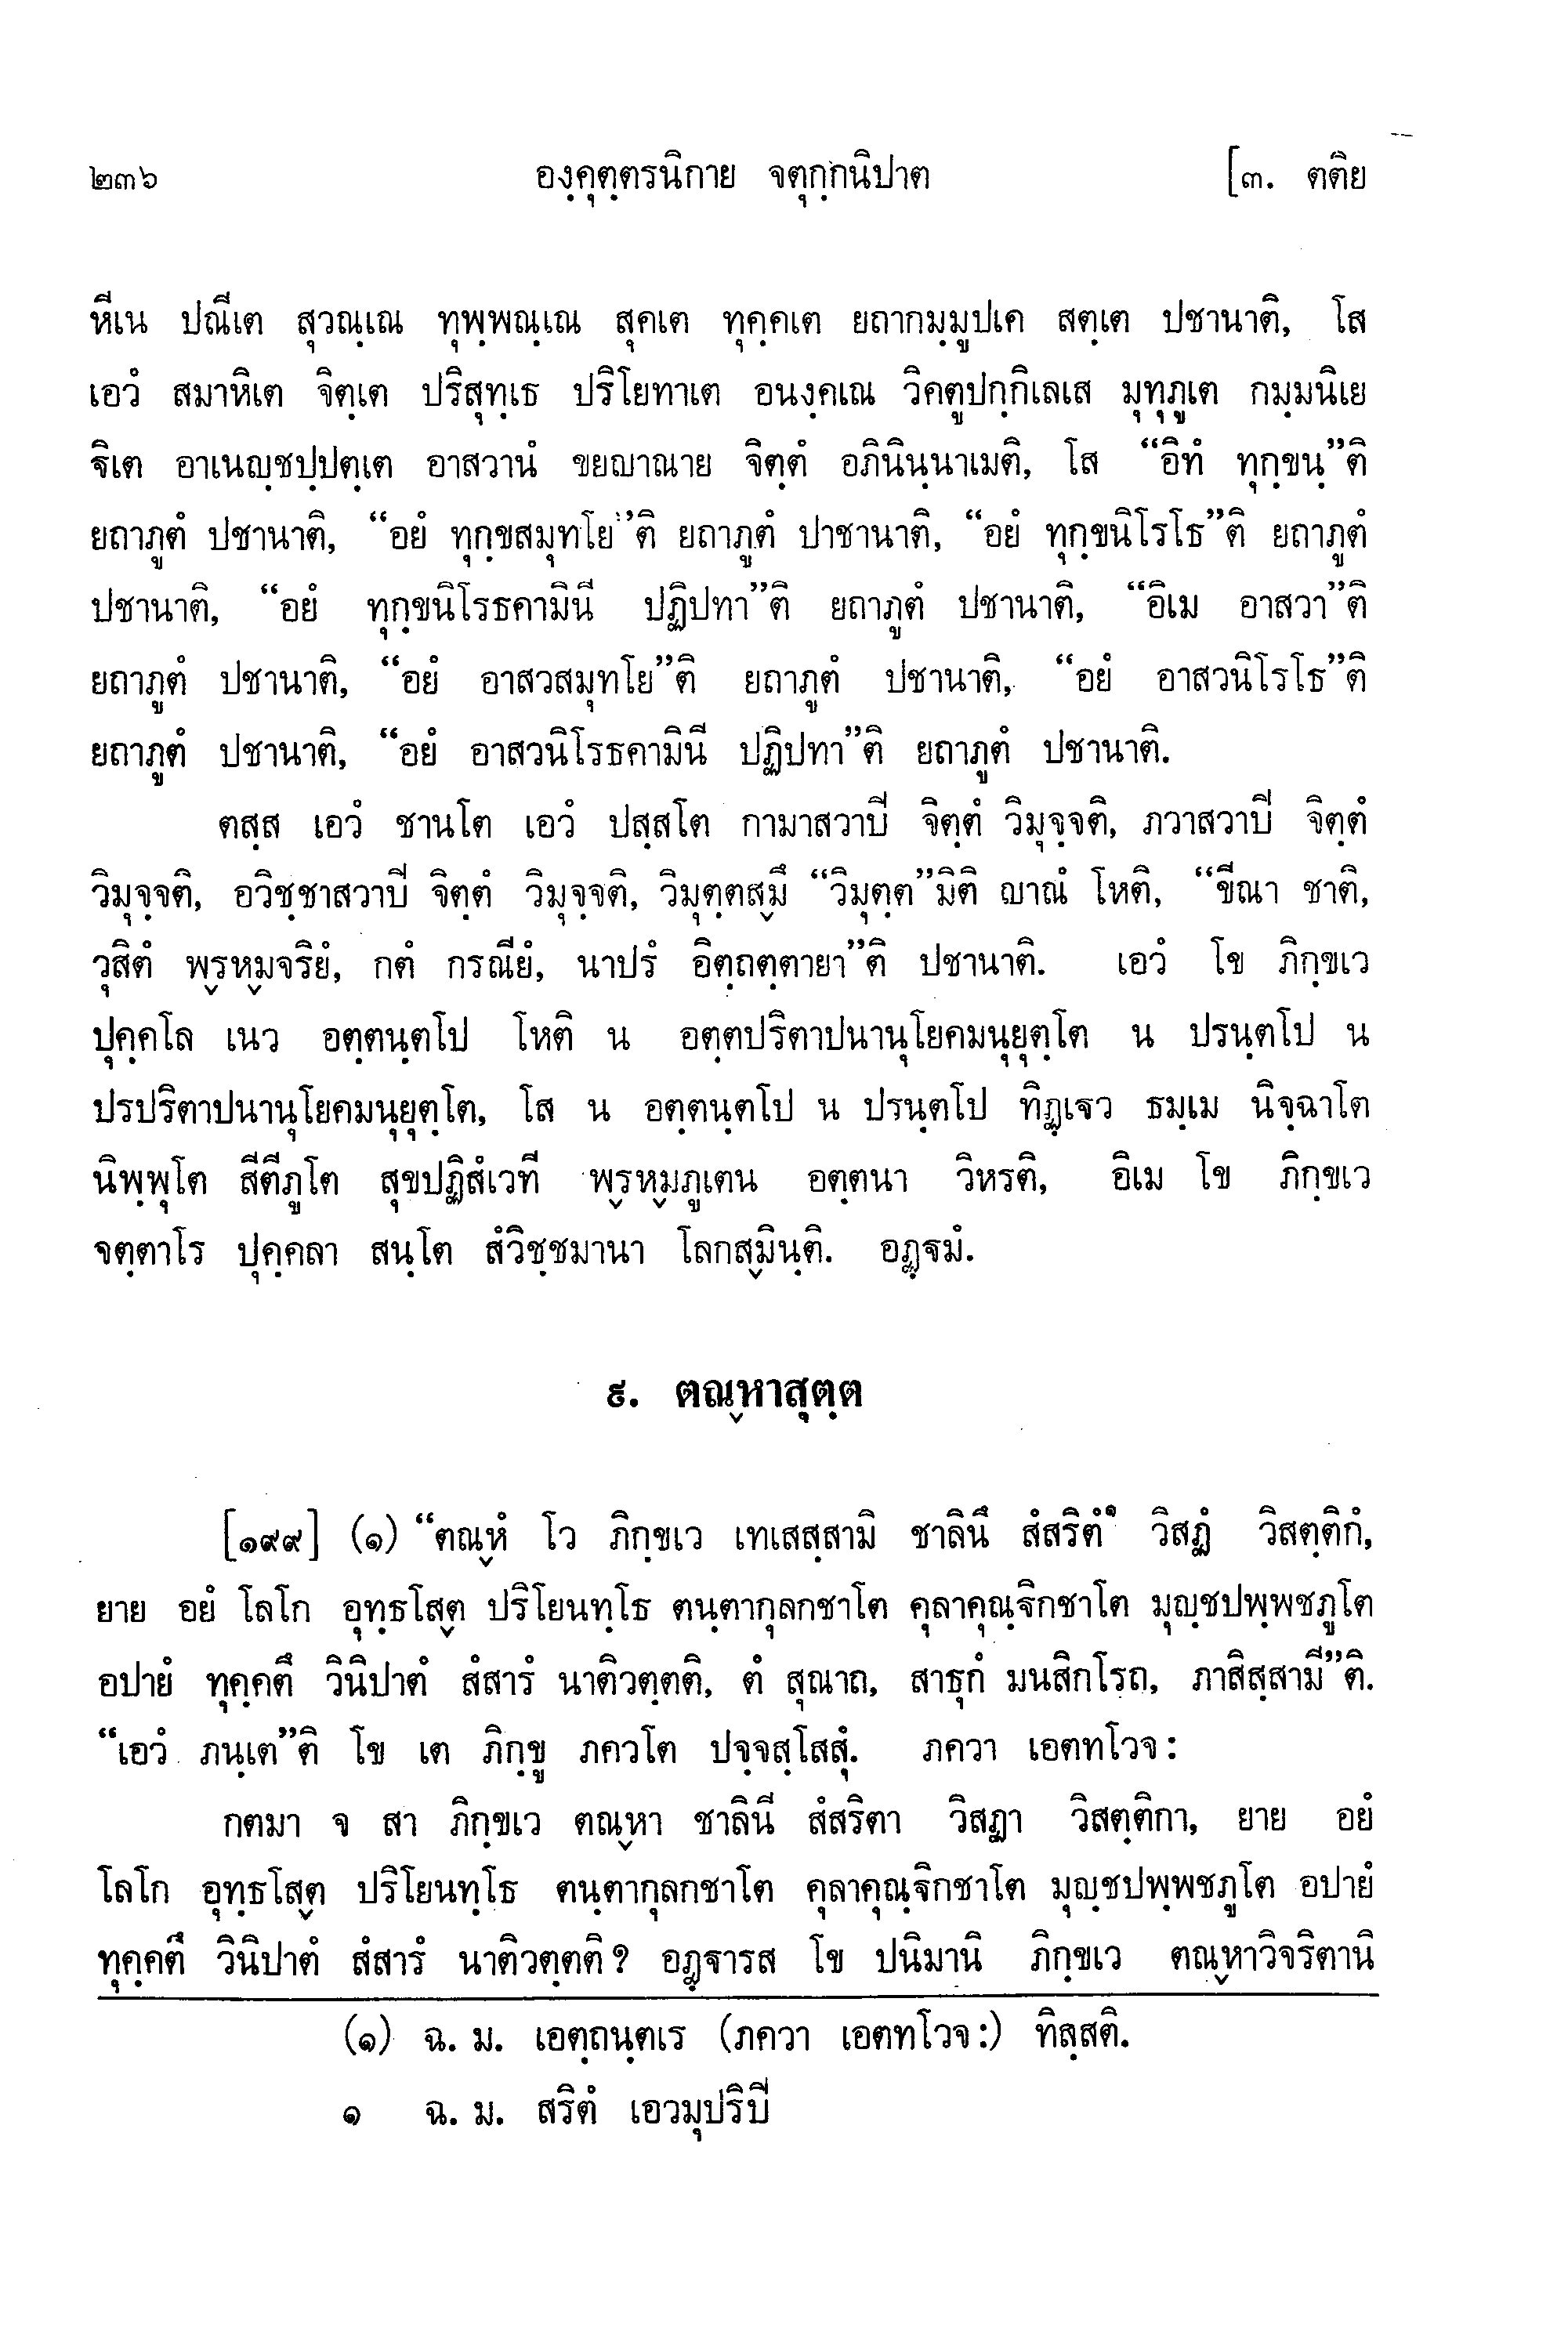 ๒๓๖ องฺคุตฺตรนิกาย จตุกฺกนิปาต [๓. ตติย
หีเน ปณีเต สุวณฺเณ ทุพฺพณฺเณ สุคเต ทุคฺคเต ยถากมฺมูปเค สตฺเต ปชานาติ, โส
เอวํ สมาหิเต จิตฺเต ปริสุทฺเธ ปริโยทาเต อนงฺคเณ วิคตูปกฺกิเลเส มุทุภูเต กมฺมนิเย
ฐิเต อาเนญฺชปฺปตฺเต อาสวานํ ขยญาณาย จิตฺตํ อภินินฺนาเมติ, โส “อิทํ ทุกฺขนฺ”ติ
ยถาภูตํ ปชานาติ, “อยํ ทุกฺขสมุทโย”ติ ยถาภูตํ ปาชานาติ, “อยํ ทุกฺขนิโรโธ”ติ ยถาภูตํ
ปชานาติ, “อยํ ทุกฺขนิโรธคามินี ปฏิปทา”ติ ยถาภูตํ ปชานาติ, “อิเม อาสวา”ติ
ยถาภูตํ ปชานาติ, “อยํ อาสวสมุทโย”ติ ยถาภูตํ ปชานาติ, “อยํ อาสวนิโรโธ”ติ
ยถาภูตํ ปชานาติ, “อยํ อาสวนิโรธคามินี ปฏิปทา”ติ ยถาภูตํ ปชานาติ.
ตสฺส เอวํ ชานโต เอวํ ปสฺสโต กามาสวาปี จิตฺตํ วิมุจฺจติ, ภวาสวาปี จิตฺตํ
วิมุจฺจติ, อวิชฺชาสวาปี จิตฺตํ วิมุจฺจติ, วิมุตฺตสฺมึ “วิมุตฺต”มิติ ญาณํ โหติ, “ขีณา ชาติ,
วุสิตํ พฺรหฺมจริยํ, กตํ กรณียํ, นาปรํ อิตฺถตฺตายา”ติ ปชานาติ. เอวํ โข ภิกฺขเว
ปุคฺคโล เนว อตฺตนฺตโป โหติ น อตฺตปริตาปนานุโยคมนุยุตฺโต น ปรนฺตโป น
ปรปริตาปนานุโยคมนุยุตฺโต, โส น อตฺตนฺตโป น ปรนฺตโป ทิฏฺเฐว ธมฺเม นิจฺฉาโต
นิพฺพุโต สีตีภูโต สุขปฏิสํเวที พฺรหฺมภูเตน อตฺตนา วิหรติ, อิเม โข ภิกฺขเว
จตฺตาโร ปุคฺคลา สนฺโต สํวิชฺชมานา โลกสฺมินฺติ. อฏฺฐมํ.
๙. ตณฺหาสุตฺต
[๑๙๙] (๑) “ตณฺหํ โว ภิกฺขเว เทเสสฺสามิ ชาลินึ สํสริตํ๑ วิสฏํ วิสตฺติกํ,
ยาย อยํ โลโก อุทฺธโสฺต ปริโยนทฺโธ ตนฺตากุลกชาโต คุลาคุณฺฐิกชาโต มุญฺชปพฺพชภูโต
อปายํ ทุคฺคตึ วินิปาตํ สํสารํ นาติวตฺตติ, ตํ สุณาถ, สาธุกํ มนสิกโรถ, ภาสิสฺสามี”ติ.
“เอวํ ภนฺเต”ติ โข เต ภิกฺขู ภควโต ปจฺจสฺโสสุํ. ภควา เอตทโวจ:
กตมา จ สา ภิกฺขเว ตณฺหา ชาลินี สํสริตา วิสฏา วิสตฺติกา, ยาย อยํ
โลโก อุทฺธโสฺต ปริโยนทฺโธ ตนฺตากุลกชาโต คุลาคุณฺฐิกชาโต มุญฺชปพฺพชภูโต อปายํ
ทุคฺคตึ วินิปาตํ สํสารํ นาติวตฺตติ? อฏฺฐารส โข ปนิมานิ ภิกฺขเว ตณฺหาวิจริตานิ
(๑) ฉ. ม. เอตฺถนฺตเร (ภควา เอตทโวจ:) ทิสฺสติ.
๑ ฉ. ม. สริตํ เอวมุปริปี